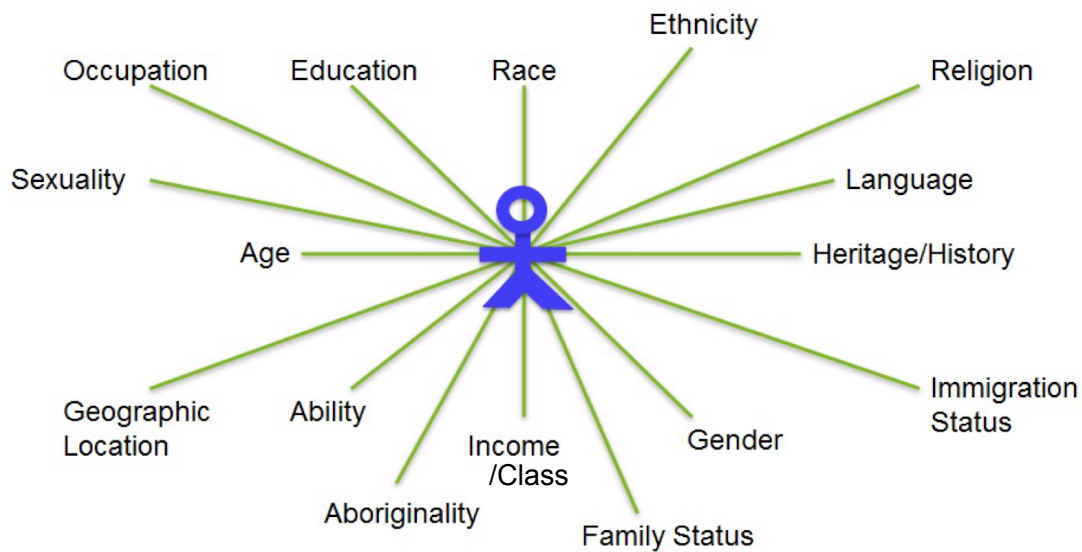 Ethnicity
Occupation
Education
Race
Religion
Sexuality
Language
Age
Heritage/History
Geographic
Location
Ability
Immigration
Status
Income
/Class
Gender
Aboriginality
Family Status